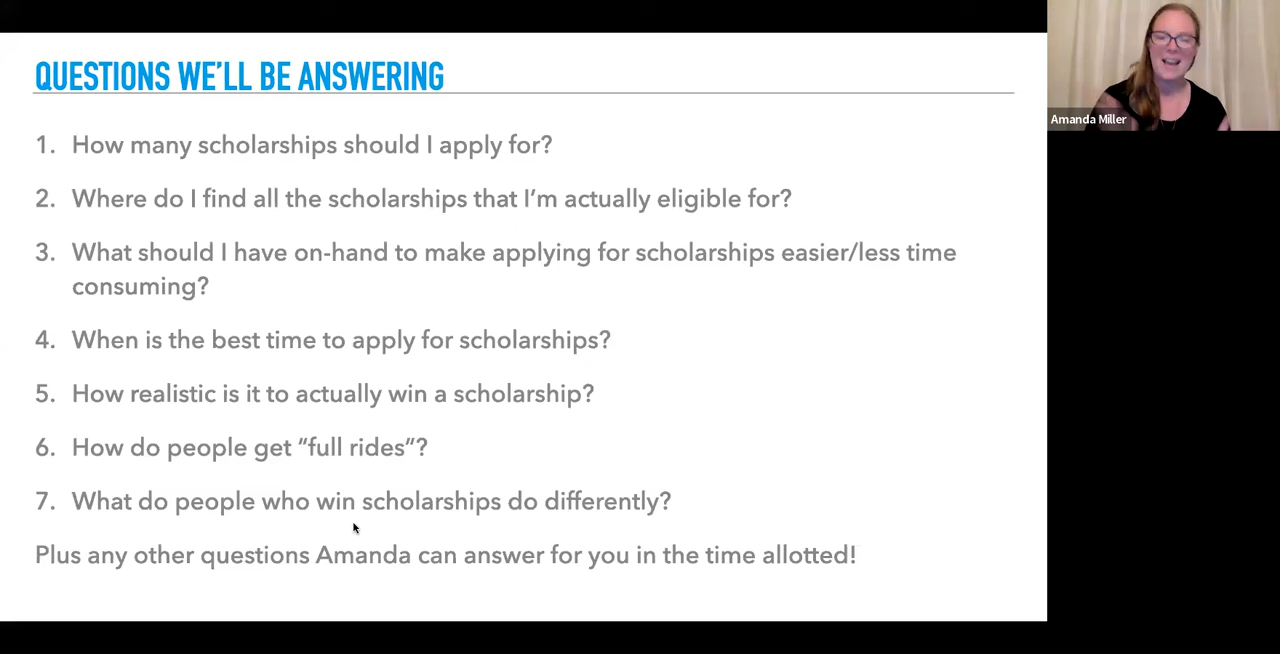 QUESTIONS WE'LL BE ANSWERING
Amanda Miller
1. How many scholarships should I apply for?
2. Where do I find all the scholarships that I'm actually eligible for?
3. What should I have on-hand to make applying for scholarships easier/less time
consuming?
4. When is the best time to apply for scholarships?
5. How realistic is it to actually win a scholarship?
6. How do people get "full rides"?
7. What do people who win scholarships do differently?
Plus any other questions Amanda can answer for you in the time allotted!